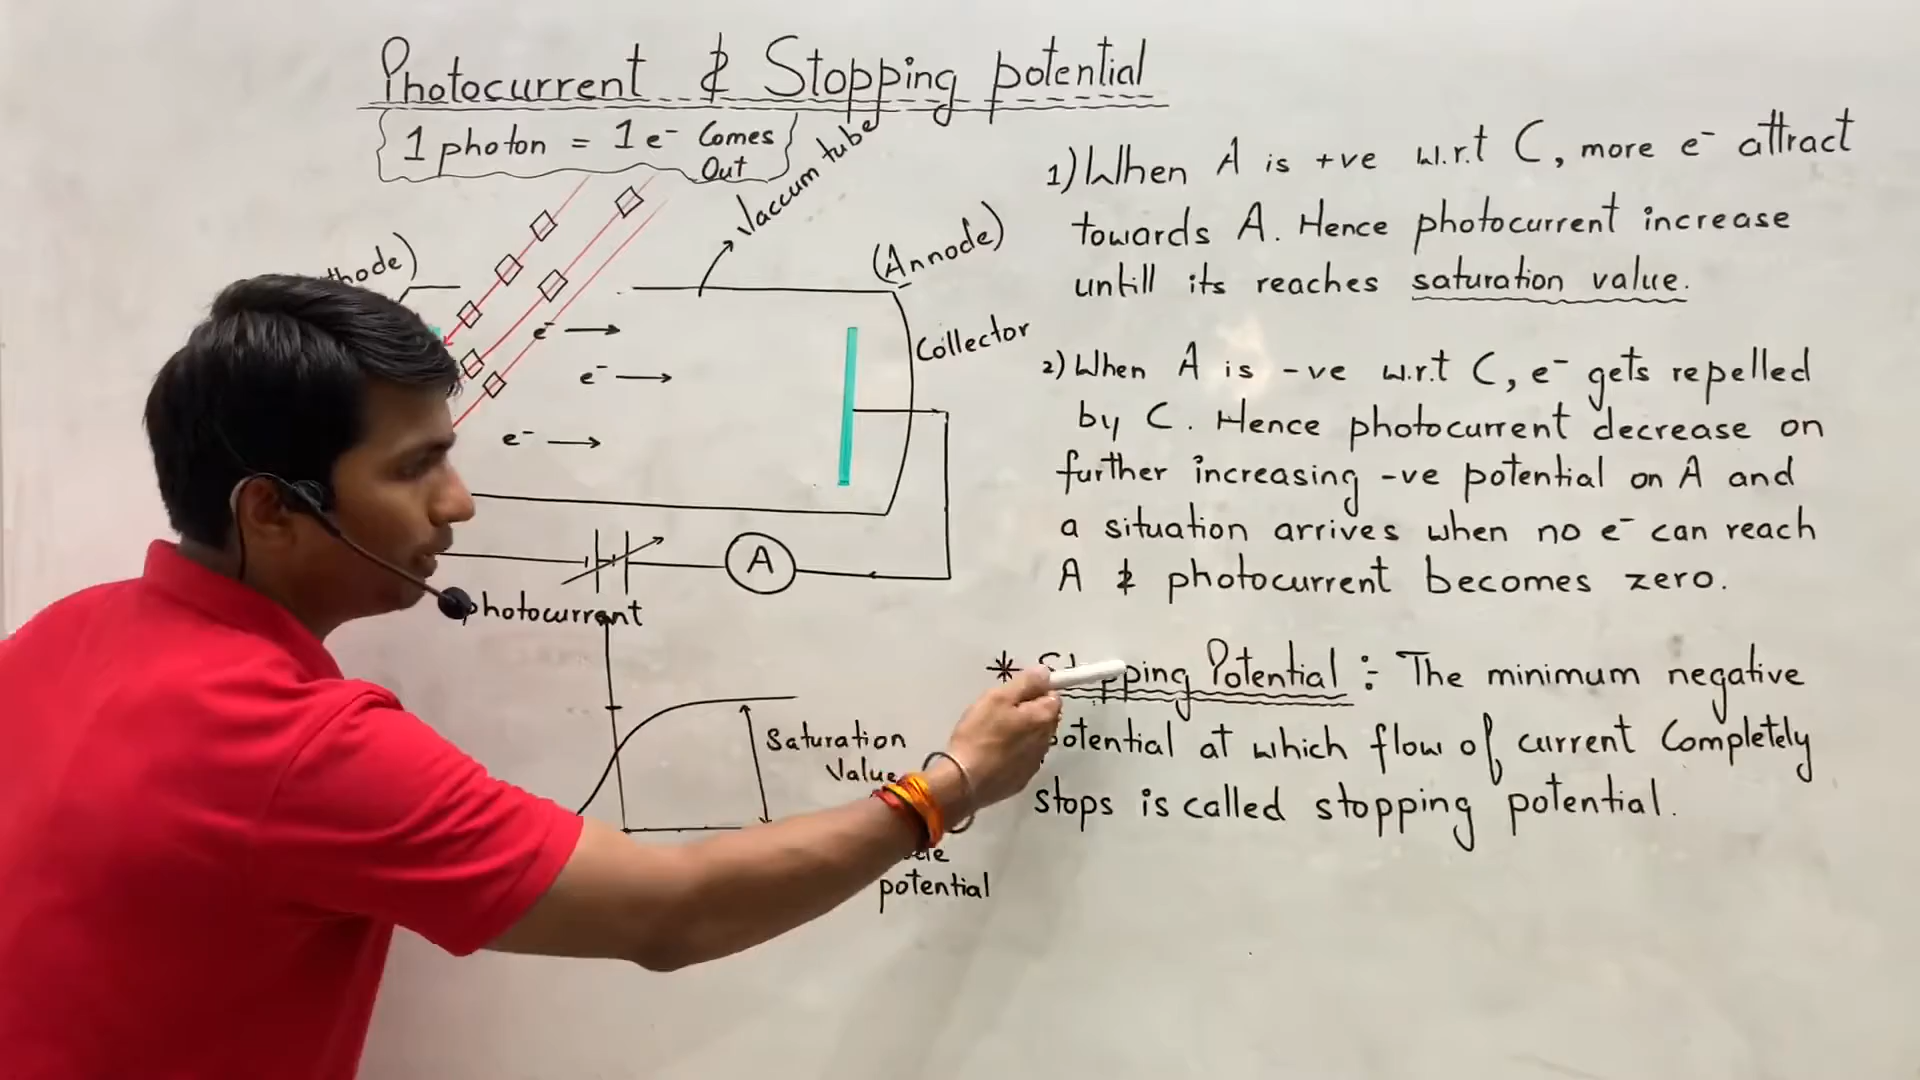 Photocurrent & Stopping potential
1 photon = 1 e⁻ Comes
Out
Vaccum tube
(Annode)
Collector
e⁻
e⁻
e⁻
A
photocurrent
Saturation
Value
potential
1) When A is +ve w.r.t C, more e⁻ attract
towards A. Hence photocurrent increase
untill its reaches saturation value.
2) When A is -ve w.r.t C, e⁻ gets repelled
by C. Hence photocurrent decrease on
further increasing -ve potential on A and
a situation arrives when no e⁻ can reach
A & photocurrent becomes zero.
* Stopping Potential :- The minimum negative
potential at which flow of current Completely
stops is called stopping potential.